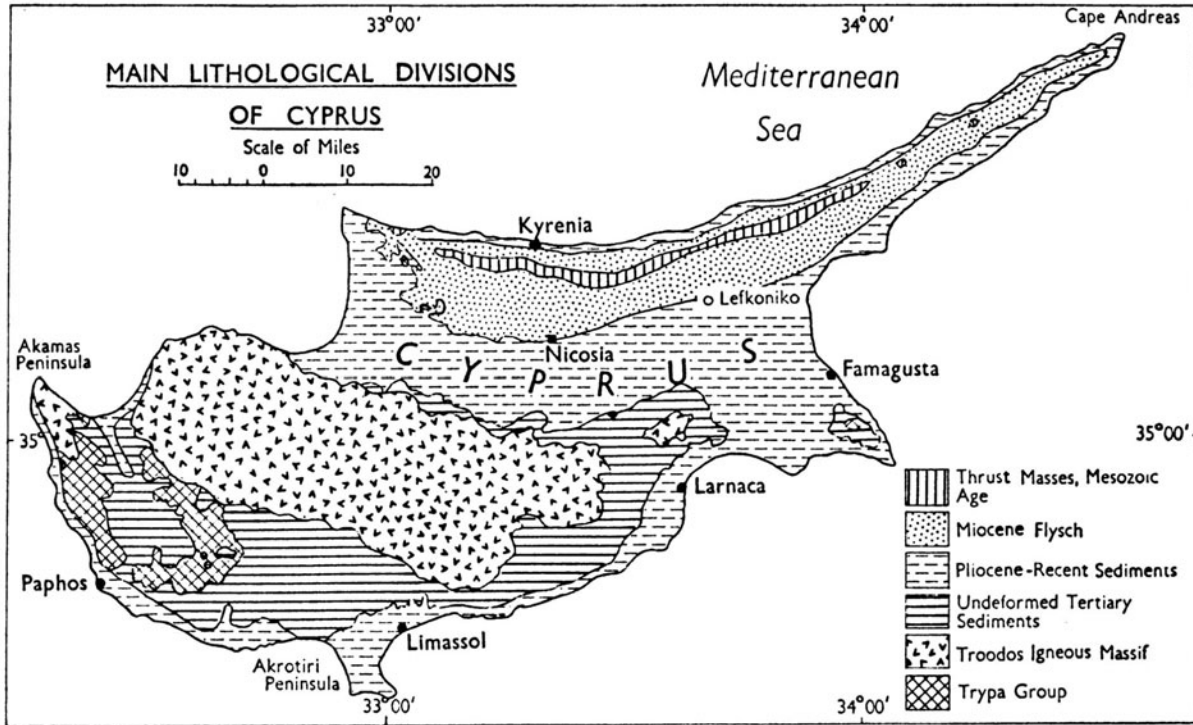 33°00'
34°00'
Cape Andreas
MAIN LITHOLOGICAL DIVISIONS
OF CYPRUS
Scale of Miles
10 0 10 20
Mediterranean
Sea
Kyrenia
Lefkoniko
Nicosia
CYPRUS
Akamas
Peninsula
Famagusta
35°
35°00'
Larnaca
Paphos
Limassol
Akrotiri
Peninsula
Thrust Masses, Mesozoic
Age
Miocene Flysch
Pliocene-Recent Sediments
Undeformed Tertiary
Sediments
Troodos Igneous Massif
Trypa Group
33°00'
34°00'